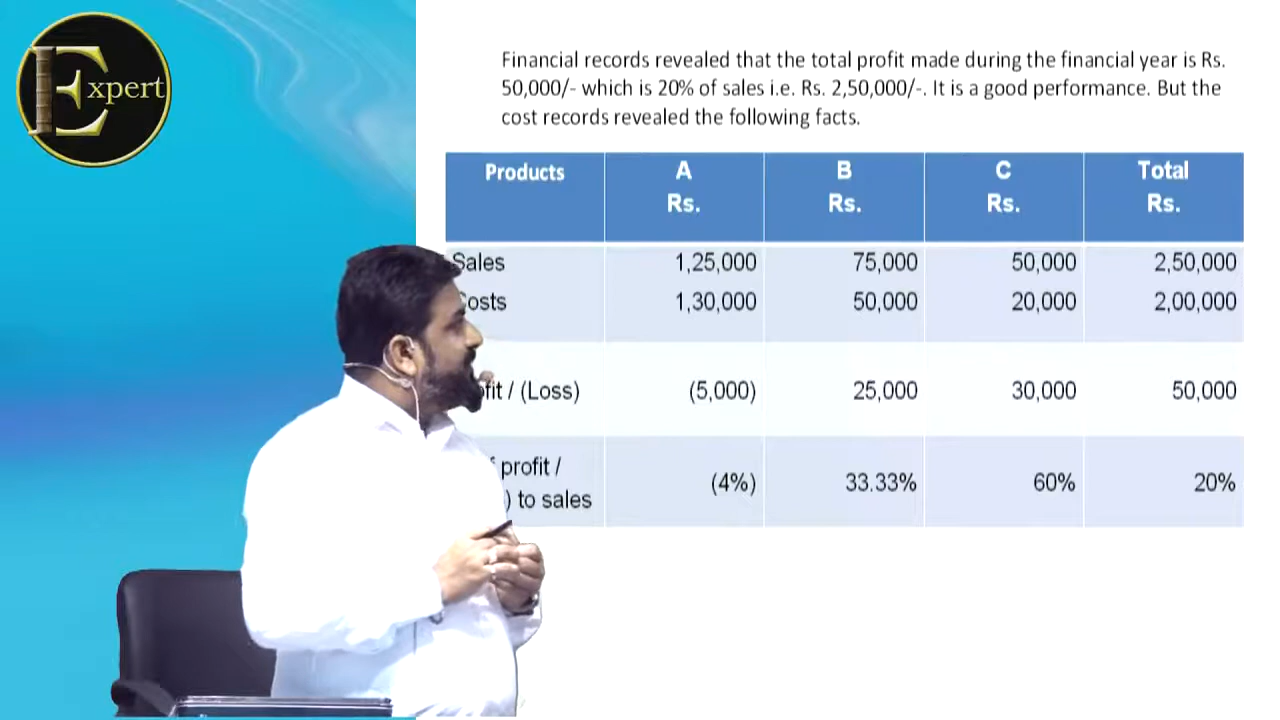 Expert
Financial records revealed that the total profit made during the financial year is Rs.
50,000/- which is 20% of sales i.e. Rs. 2,50,000/-. It is a good performance. But the
cost records revealed the following facts.
Products A B C Total
Rs. Rs. Rs. Rs.
Sales 1,25,000 75,000 50,000 2,50,000
osts 1,30,000 50,000 20,000 2,00,000
fit / (Loss) (5,000) 25,000 30,000 50,000
profit /
) to sales (4%) 33.33% 60% 20%